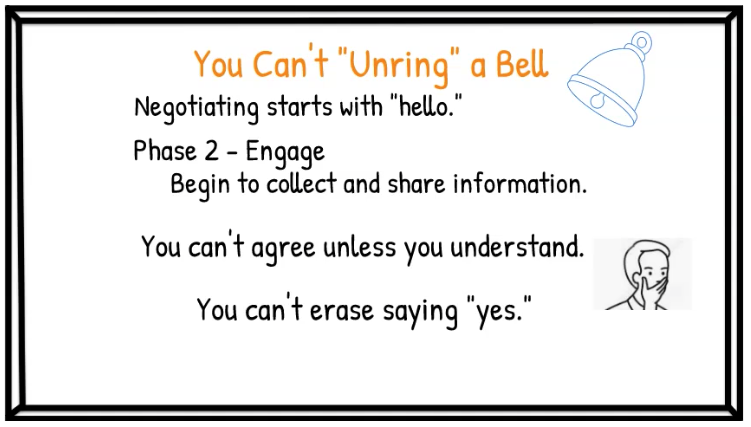 You Can't "Unring" a Bell
Negotiating starts with "hello."
Phase 2 - Engage
Begin to collect and share information.
You can't agree unless you understand.
You can't erase saying "yes."